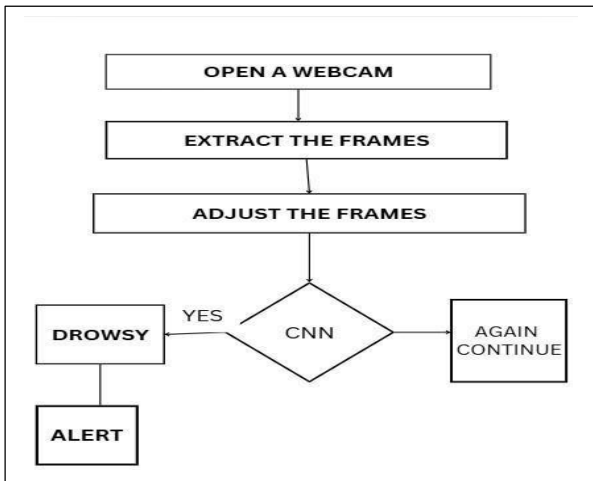 OPEN A WEBCAM
EXTRACT THE FRAMES
ADJUST THE FRAMES
YES
CNN
DROWSY
AGAIN
CONTINUE
ALERT